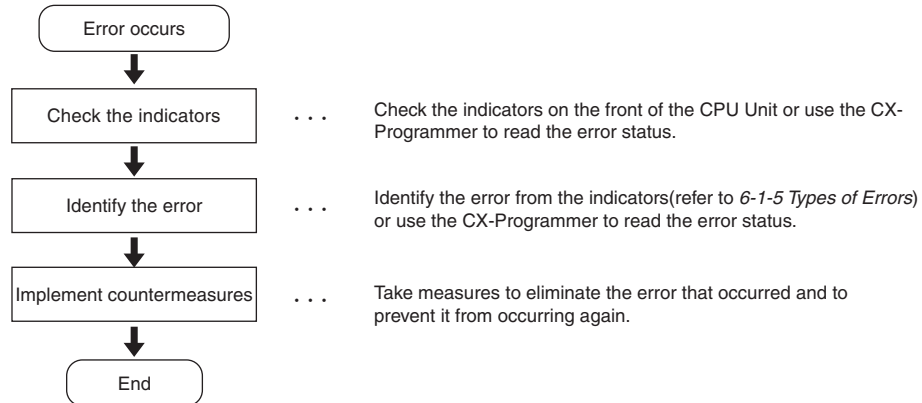 Error occurs
Check the indicators
. . .
Check the indicators on the front of the CPU Unit or use the CX-
Programmer to read the error status.
Identify the error
. . .
Identify the error from the indicators(refer to 6-1-5 Types of Errors)
or use the CX-Programmer to read the error status.
Implement countermeasures
. . .
Take measures to eliminate the error that occurred and to
prevent it from occurring again.
End